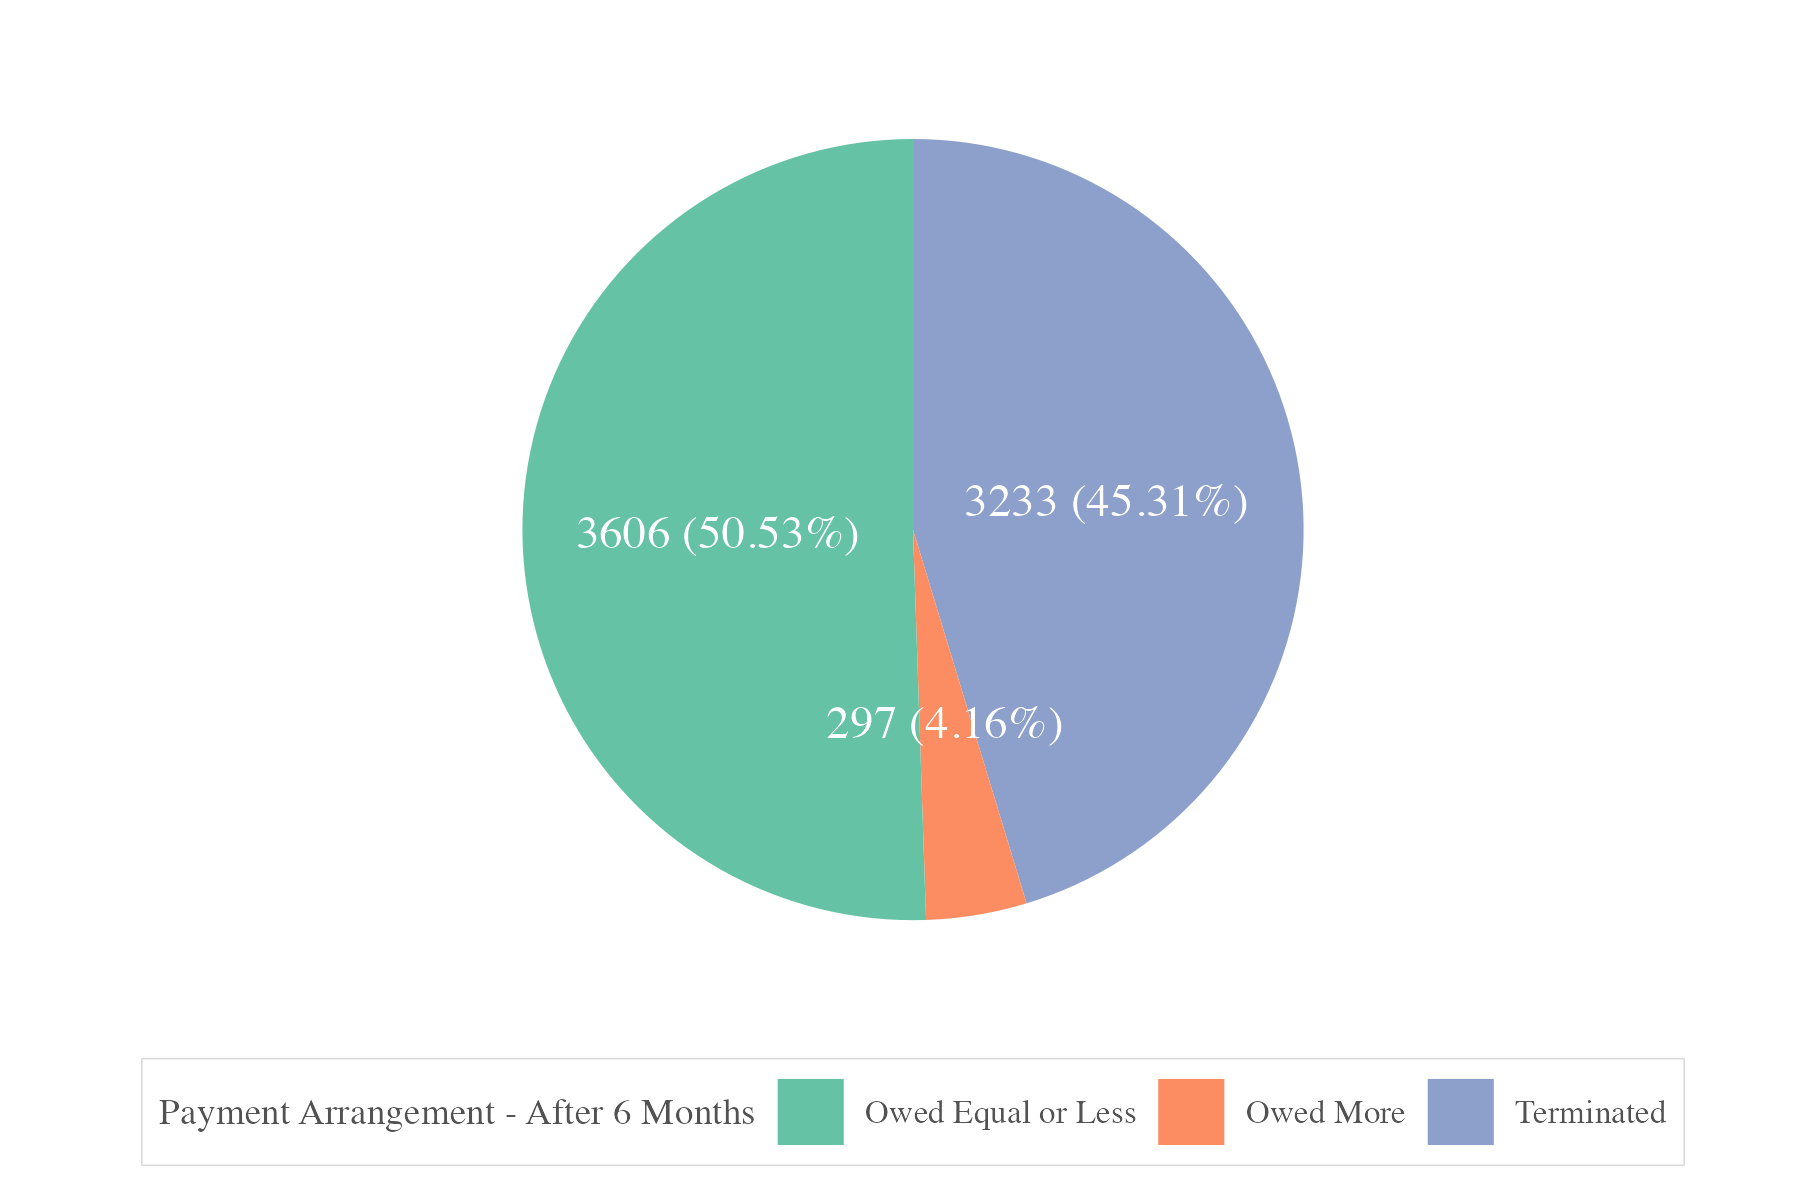 3233 (45.31%)
3606 (50.53%)
297 (4.16%)
Payment Arrangement - After 6 Months
Owed Equal or Less
Owed More
Terminated